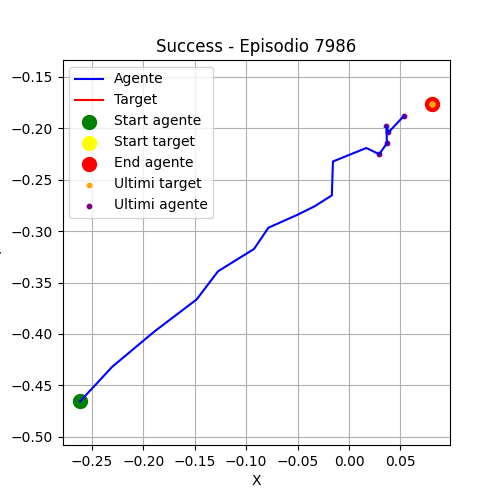 Success - Episodio 7986
Agente
Target
Start agente
Start target
End agente
Ultimi target
Ultimi agente
−0.15
−0.20
−0.25
−0.30
−0.35
−0.40
−0.45
−0.50
−0.25
−0.20
−0.15
−0.10
−0.05
0.00
0.05
X